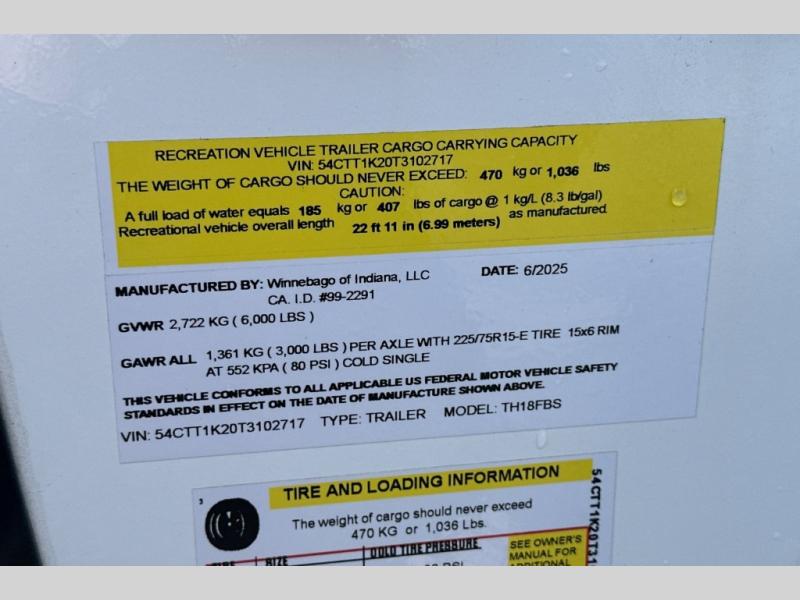 RECREATION VEHICLE TRAILER CARGO CARRYING CAPACITY
VIN: 54CTT1K20T3102717
THE WEIGHT OF CARGO SHOULD NEVER EXCEED: 470 kg or 1,036 lbs
CAUTION:
A full load of water equals 185 kg or 407 lbs of cargo @ 1 kg/L (8.3 lb/gal)
Recreational vehicle overall length 22 ft 11 in (6.99 meters) as manufactured.
MANUFACTURED BY: Winnebago of Indiana, LLC DATE: 6/2025
CA. I.D. #99-2291
GVWR 2,722 KG ( 6,000 LBS )
GAWR ALL 1,361 KG ( 3,000 LBS ) PER AXLE WITH 225/75R15-E TIRE 15x6 RIM
AT 552 KPA ( 80 PSI ) COLD SINGLE
THIS VEHICLE CONFORMS TO ALL APPLICABLE US FEDERAL MOTOR VEHICLE SAFETY
STANDARDS IN EFFECT ON THE DATE OF MANUFACTURE SHOWN ABOVE.
VIN: 54CTT1K20T3102717 TYPE: TRAILER MODEL: TH18FBS
3
TIRE AND LOADING INFORMATION
The weight of cargo should never exceed
470 KG or 1,036 Lbs.
TIRE SIZE COLD TIRE PRESSURE
SEE OWNER'S
MANUAL FOR
ADDITIONAL
54CTT1K20T31